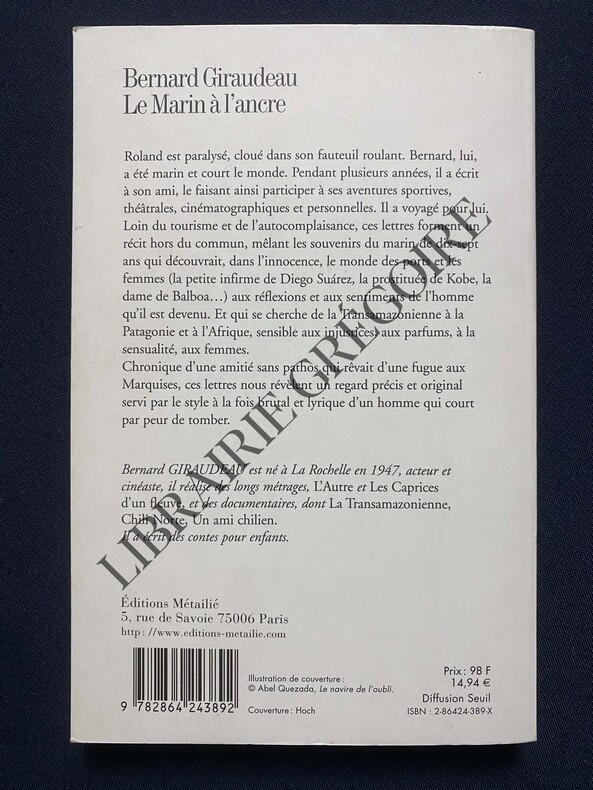 Bernard Giraudeau
Le Marin à l'ancre
Roland est paralysé, cloué dans son fauteuil roulant. Bernard, lui,
a été marin et court le monde. Pendant plusieurs années, il a écrit
à son ami, le faisant ainsi participer à ses aventures sportives,
théâtrales, cinématographiques et personnelles. Il a voyagé pour lui.
Loin du tourisme et de l'autocomplaisance, ces lettres forment un
récit hors du commun, mêlant les souvenirs du marin de dix-sept
ans qui découvrait, dans l'innocence, le monde des ports et les
femmes (la petite infirme de Diego Suárez, la prostituée de Kobe, la
dame de Balboa…) aux réflexions et aux sentiments de l'homme
qu'il est devenu. Et qui se cherche de la Transamazonienne à la
Patagonie et à l'Afrique, sensible aux injustices, aux parfums, à la
sensualité, aux femmes.
Chronique d'une amitié sans pathos qui rêvait d'une fugue aux
Marquises, ces lettres nous révèlent un regard précis et original
servi par le style à la fois brutal et lyrique d'un homme qui court
par peur de tomber.
Bernard GIRAUDEAU est né à La Rochelle en 1947, acteur et
cinéaste, il réalise des longs métrages, L'Autre et Les Caprices
d'un fleuve, et des documentaires, dont La Transamazonienne,
Chili Norte, Un ami chilien.
Il a écrit des contes pour enfants.
Éditions Métailié
5, rue de Savoie 75006 Paris
http://www.editions-metailie.com
9 782864 243892
Illustration de couverture :
© Abel Quezada, Le navire de l'oubli.
Couverture : Hoch
Prix : 98 F
14,94 €
Diffusion Seuil
ISBN : 2-86424-389-X
LIBRAIRIE GRÉGOIRE